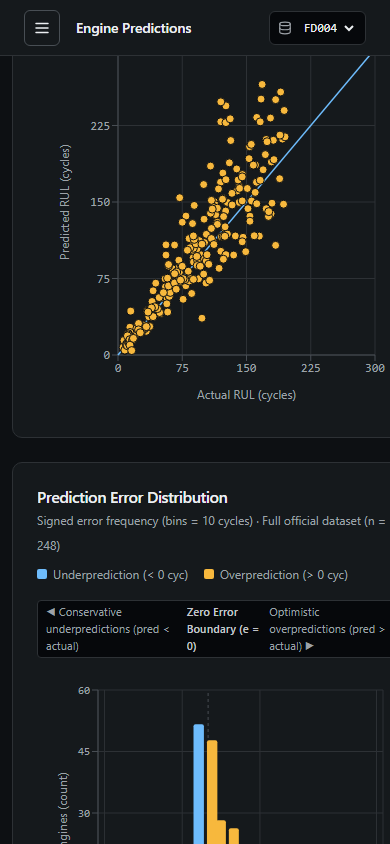 Engine Predictions
FD004
Predicted RUL (cycles)
225
150
75
0
0 75 150 225 300
Actual RUL (cycles)
Prediction Error Distribution
Signed error frequency (bins = 10 cycles) · Full official dataset (n =
248)
Underprediction (< 0 cyc) Overprediction (> 0 cyc)
◄ Conservative
underpredictions (pred <
actual)
Zero Error
Boundary (e =
0)
Optimistic
overpredictions (pred >
actual) ►
60
45
30
ngines (count)